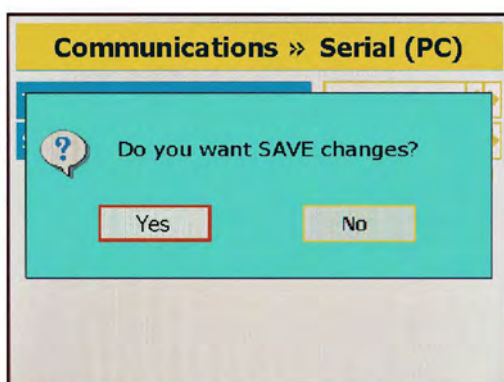 Communications » Serial (PC)
Do you want SAVE changes?
Yes
No